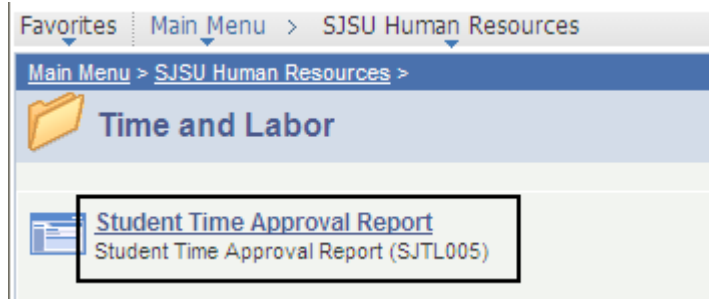 Favorites Main Menu > SJSU Human Resources
Main Menu > SJSU Human Resources >
Time and Labor
Student Time Approval Report
Student Time Approval Report (SJTL005)